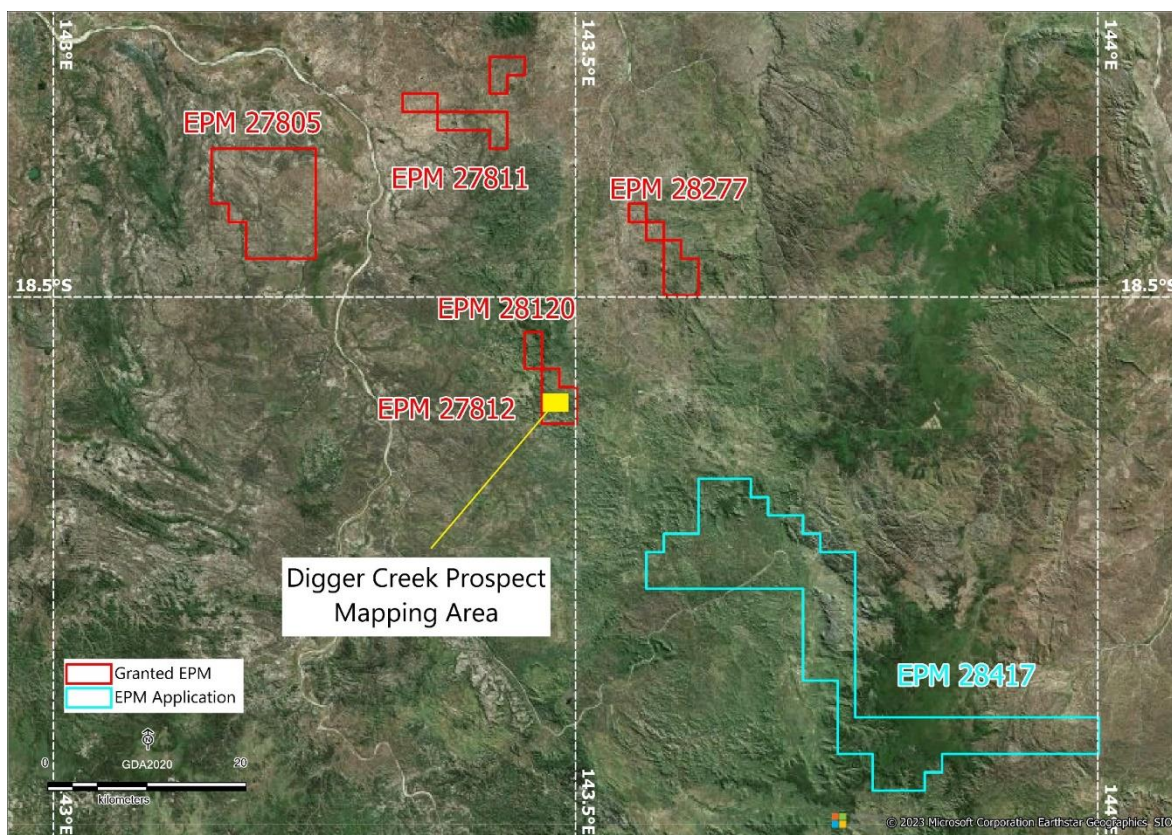 143°E
143.5°E
144°E
EPM 27805
EPM 27811
EPM 28277
18.5°S
18.5°S
EPM 28120
EPM 27812
Digger Creek Prospect
Mapping Area
EPM 28417
Granted EPM
EPM Application
GDA2020
0
20
kilometers
143°E
143.5°E
144°E
© 2023 Microsoft Corporation Earthstar Geographics SIO